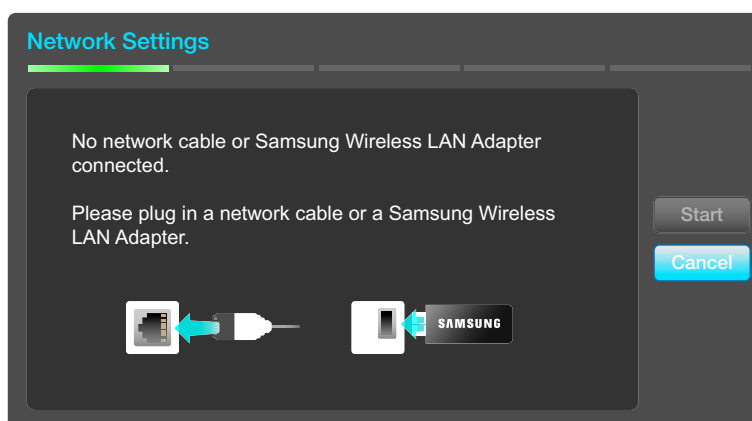 Network Settings
No network cable or Samsung Wireless LAN Adapter
connected.
Please plug in a network cable or a Samsung Wireless
LAN Adapter.
Start
Cancel
SAMSUNG